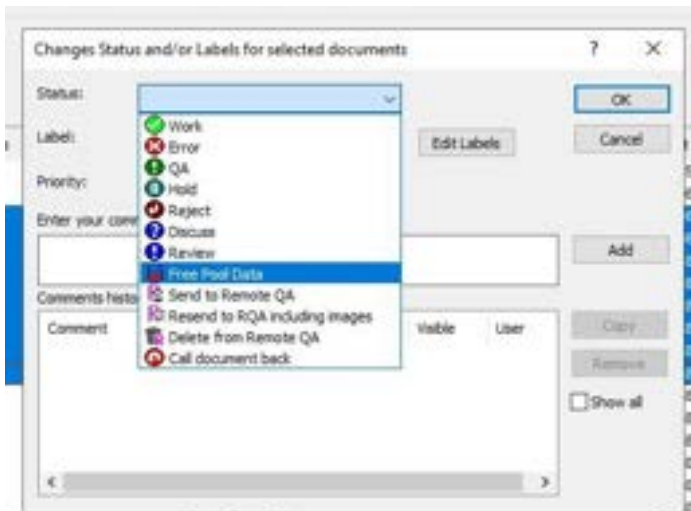 Changes Status and/or Labels for selected documents
Status:
OK
Work
Label:
Edit Labels
Cancel
Error
QA
Priority:
Hold
Reject
Enter your
Discuss
Review
Add
Free Pool Data
Comments
Send to Remote QA
Comment
Resend to RQA including images
Visible
User
Copy
Delete from Remote QA
Call document back
Remove
Show all